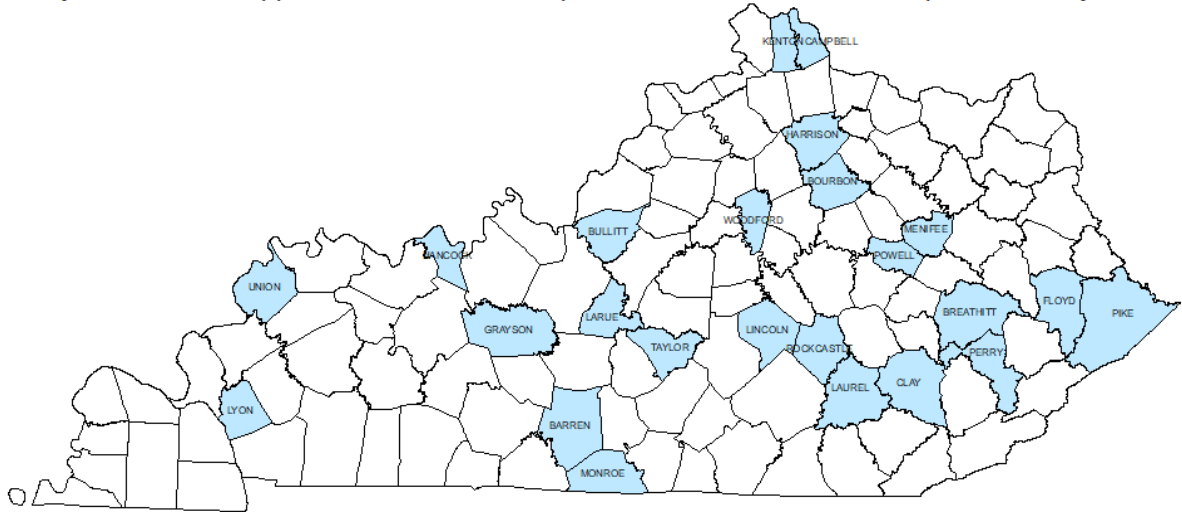 KENTON
CAMPBELL
HARRISON
BOURBON
WOODFORD
BULLITT
MENIFEE
HANCOCK
POWELL
UNION
FLOYD
BREATHITT
PIKE
LARUE
GRAYSON
LINCOLN
TAYLOR
ROCKCASTLE
PERRY
CLAY
LAUREL
LYON
BARREN
MONROE